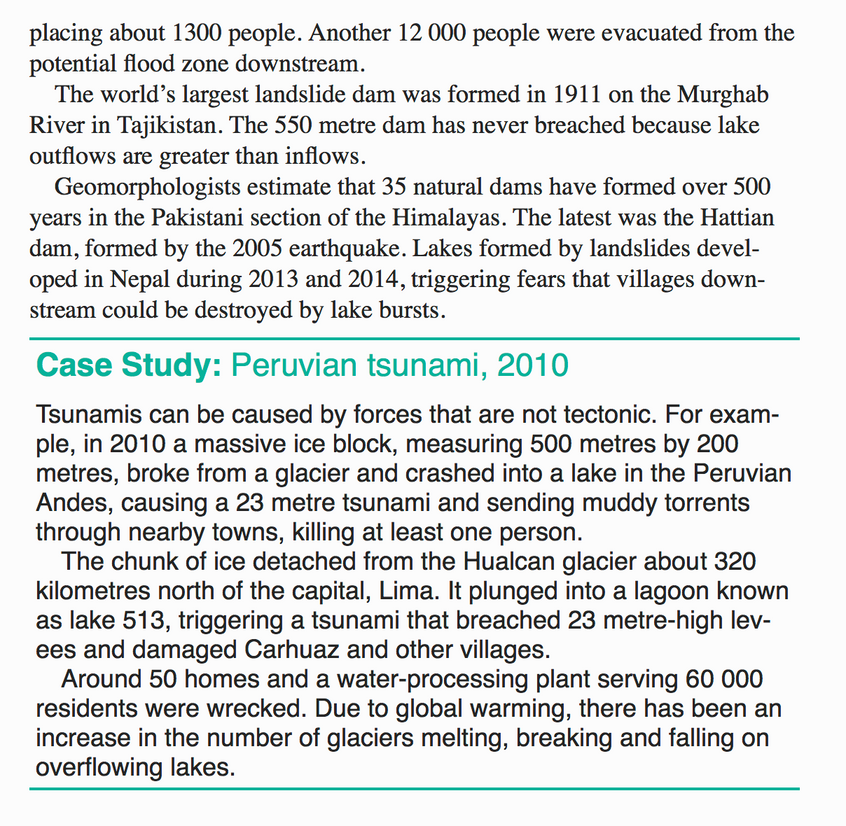 placing about 1300 people. Another 12 000 people were evacuated from the
potential flood zone downstream.
The world’s largest landslide dam was formed in 1911 on the Murghab
River in Tajikistan. The 550 metre dam has never breached because lake
outflows are greater than inflows.
Geomorphologists estimate that 35 natural dams have formed over 500
years in the Pakistani section of the Himalayas. The latest was the Hattian
dam, formed by the 2005 earthquake. Lakes formed by landslides devel-
oped in Nepal during 2013 and 2014, triggering fears that villages down-
stream could be destroyed by lake bursts.
Case Study: Peruvian tsunami, 2010
Tsunamis can be caused by forces that are not tectonic. For exam-
ple, in 2010 a massive ice block, measuring 500 metres by 200
metres, broke from a glacier and crashed into a lake in the Peruvian
Andes, causing a 23 metre tsunami and sending muddy torrents
through nearby towns, killing at least one person.
The chunk of ice detached from the Hualcan glacier about 320
kilometres north of the capital, Lima. It plunged into a lagoon known
as lake 513, triggering a tsunami that breached 23 metre-high lev-
ees and damaged Carhuaz and other villages.
Around 50 homes and a water-processing plant serving 60 000
residents were wrecked. Due to global warming, there has been an
increase in the number of glaciers melting, breaking and falling on
overflowing lakes.